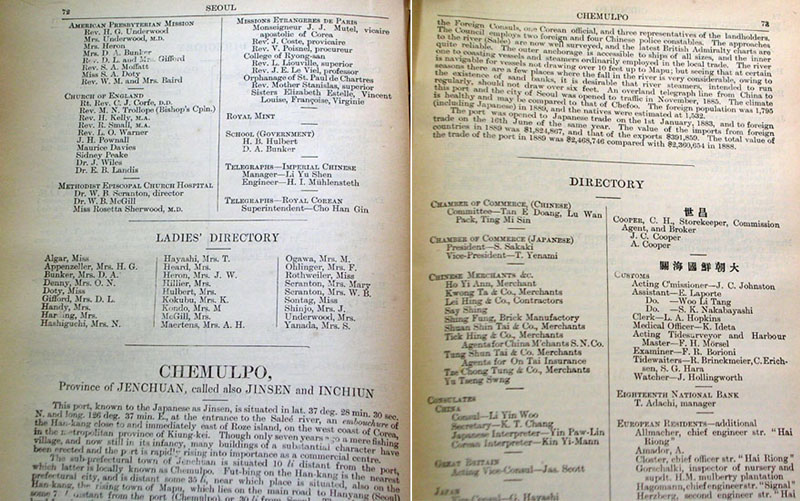 72
SEOUL
AMERICAN PRESBYTERIAN MISSION
Rev. H. G. Underwood
Mrs. Underwood, M.D.
Mrs. Heron
Mrs. D. A. Bunker
Rev. D. L. and Mrs. Gifford
Rev. S. A. Moffatt
Miss S. A. Doty
Rev. W. M. and Mrs. Baird
CHURCH OF ENGLAND
Rt. Rev. C. J. Corfe, D.D.
Rev. M. N. Trollope (Bishop's Cpln.)
Rev. H. Kelly, M.A.
Rev. R. Small, M.A.
Rev. L. O. Warner
J. H. Pownall
Maurice Davies
Sidney Peake
Dr. J. Wiles
Dr. E. B. Landis
METHODIST EPISCOPAL CHURCH HOSPITAL
Dr. W. B. Scranton, director
Dr. W. B. McGill
Miss Rosetta Sherwood, M.D.
MISSIONS ETRANGERES DE PARIS
Monseigneur J. J. Mutel, vicaire
apostolic of Corea
Rev. J. Coste, provicaire
Rev. V. Poisnel, procureur
College of Ryong-san
Rev. L. Liouville, superior
Rev. J. E. Le Viel, professor
Orphanage of St. Paul de Chartres
Rev. Mother Stanislas, superior
Sisters Elizabeth Estelle, Vincent
Louise, Françoise, Virginie
ROYAL MINT
SCHOOL (GOVERNMENT)
H. B. Hulbert
D. A. Bunker
TELEGRAPHS—IMPERIAL CHINESE
Manager—Li Yu Shen
Engineer—H. I. Mühlensteth
TELEGRAPHS—ROYAL COREAN
Superintendent—Cho Han Gin
LADIES' DIRECTORY
Algar, Miss
Appenzeller, Mrs. H. G.
Bunker, Mrs. D. A.
Denny, Mrs. O. N.
Doty, Miss
Gifford, Mrs. D. L.
Handy, Mrs.
Mrs.
Hashiguchi, Mrs. N.
Hayashi, Mrs. T.
Heard, Mrs.
Heron, Mrs. J. W.
Hillier, Mrs.
Hulbert, Mrs.
Kokubu, Mrs. K.
Kondo, Mrs. M
McGill, Mrs.
Maertens, Mrs. A. H.
Ogawa, Mrs. M.
Ohlinger, Mrs. F.
Rothweiler, Miss
Scranton, Mrs. Mary
Scranton, Mrs. W. B.
Sontag, Miss
Shinjo, Mrs. J.
Underwood, Mrs.
Yanada, Mrs. S.
CHEMULPO,
Province of JENCHUAN, called also JINSEN and INCHIUN
This port, known to the Japanese as Jinsen, is situated in lat. 37 deg. 28 min. 30 sec.
N. and long. 126 deg. 37 min. E., at the entrance to the Saleé river, an embouchure of
the Han-kang close to and immediately east of Roze island, on the west coast of Corea,
in the metropolitan province of Kiung-kei. Though only seven years ago a mere fishing
village, and now still in its infancy, many buildings of a substantial character have
been erected and the port is rapidly rising into importance as a commercial centre.
The sub-prefectural town of Jenchuan is situated 10 li distant from the port,
which latter is locally known as Chemulpo. Fut-bing on the Han-kang is the nearest
prefectural city, and is distant some 35 li, near which place is situated, also on the
Han-kang, the rising town of Mapu, which lies on the main road to Hanyang (Seoul)
some
CHEMULPO
73
the Foreign Consuls, one Corean official, and three representatives of the landholders.
The Council employs two foreign and four Chinese police constables. The approaches
to the river (Salée) are now well surveyed, and the latest British Admiralty charts are
quite reliable. The outer anchorage is accessible to ships of all sizes, and the inner
one to coasting vessels and steamers ordinarily employed in the local trade. The river
is navigable for vessels not drawing over 10 feet up to Mapu; but seeing that at certain
seasons there are a few places where the fall in the river is very considerable, owing to
the existence of sand banks, it is desirable that river steamers, intended to run
regularly, should not draw over six feet. An overland telegraph line from China to
this port and the city of Seoul was opened to traffic in November, 1885. The climate
is healthy and may be compared to that of Chefoo. The foreign population was 1,795
(including Japanese) in 1889, and the natives were estimated at 1,532.
The port was opened to Japanese trade on the 1st January, 1883, and to foreign
trade on the 16th June of the same year. The value of the imports from foreign
countries in 1889 was $1,824,867, and that of the exports $391,859. The total value of
the trade of the port in 1889 was $2,468,746 compared with $2,360,654 in 1888.
DIRECTORY
CHAMBER OF COMMERCE, (CHINESE)
Committee—Tan E Doang, Lu Wan
Pack, Ting Mi Sin
CHAMBER OF COMMERCE (JAPANESE)
President—S. Sakaki
Vice-President—T. Yenami
CHINESE MERCHANTS &c.
Ho Yi Ann, Merchant
Kwong Ta & Co., Merchants
Lei Hing & Co., Contractors
Say Shing
Shung Fung, Brick Manufactory
Shuan Shin Tai & Co., Merchants
Tick Hing & Co., Merchants
Agents for China M'chants S. N. Co.
Tung Shun Tai & Co., Merchants
Agents for On Tai Insurance
Tze Chong Tung & Co., Merchants
Yu Tseng Swng
CONSULATES
CHINA
Consul—Li Yin Woo
Secretary—K. T. Chang
Japanese Interpreter—Yin Paw-Lin
Corean Interpreter—Kin Yi-Mann
GREAT BRITAIN
Acting Vice-Consul—Jas. Scott
JAPAN
Hayashi
昌世
COOPER, C. H., Storekeeper, Commission
Agent, and Broker
J. C. Cooper
A. Cooper
關海國鮮朝大
CUSTOMS
Acting C'missioner—J. C. Johnston
Assistant—E. Laporte
Do. —Woo Li Tang
Do. —S. K. Nakabayashi
Clerk—L. A. Hopkins
Medical Officer—K. Ideta
Acting Tidesurveyor and Harbour
Master—F. H. Mörsel
Examiner—F. R. Borioni
Tidewaiters—R. Brinckmeier, C. Erich-
sen, S. G. Hara
Watcher—J. Hollingworth
EIGHTEENTH NATIONAL BANK
T. Adachi, manager
EUROPEAN RESIDENTS—additional
Allmacher, chief engineer str. "Hai
Riong"
Amador, A.
Closter, chief officer str. "Hai Riong"
Gorschalki, inspector of nursery and
supit. H.M. mulberry plantation
Hagemann, chief engineer str. "Signal"
Herzberg, second engineer str. "Hai